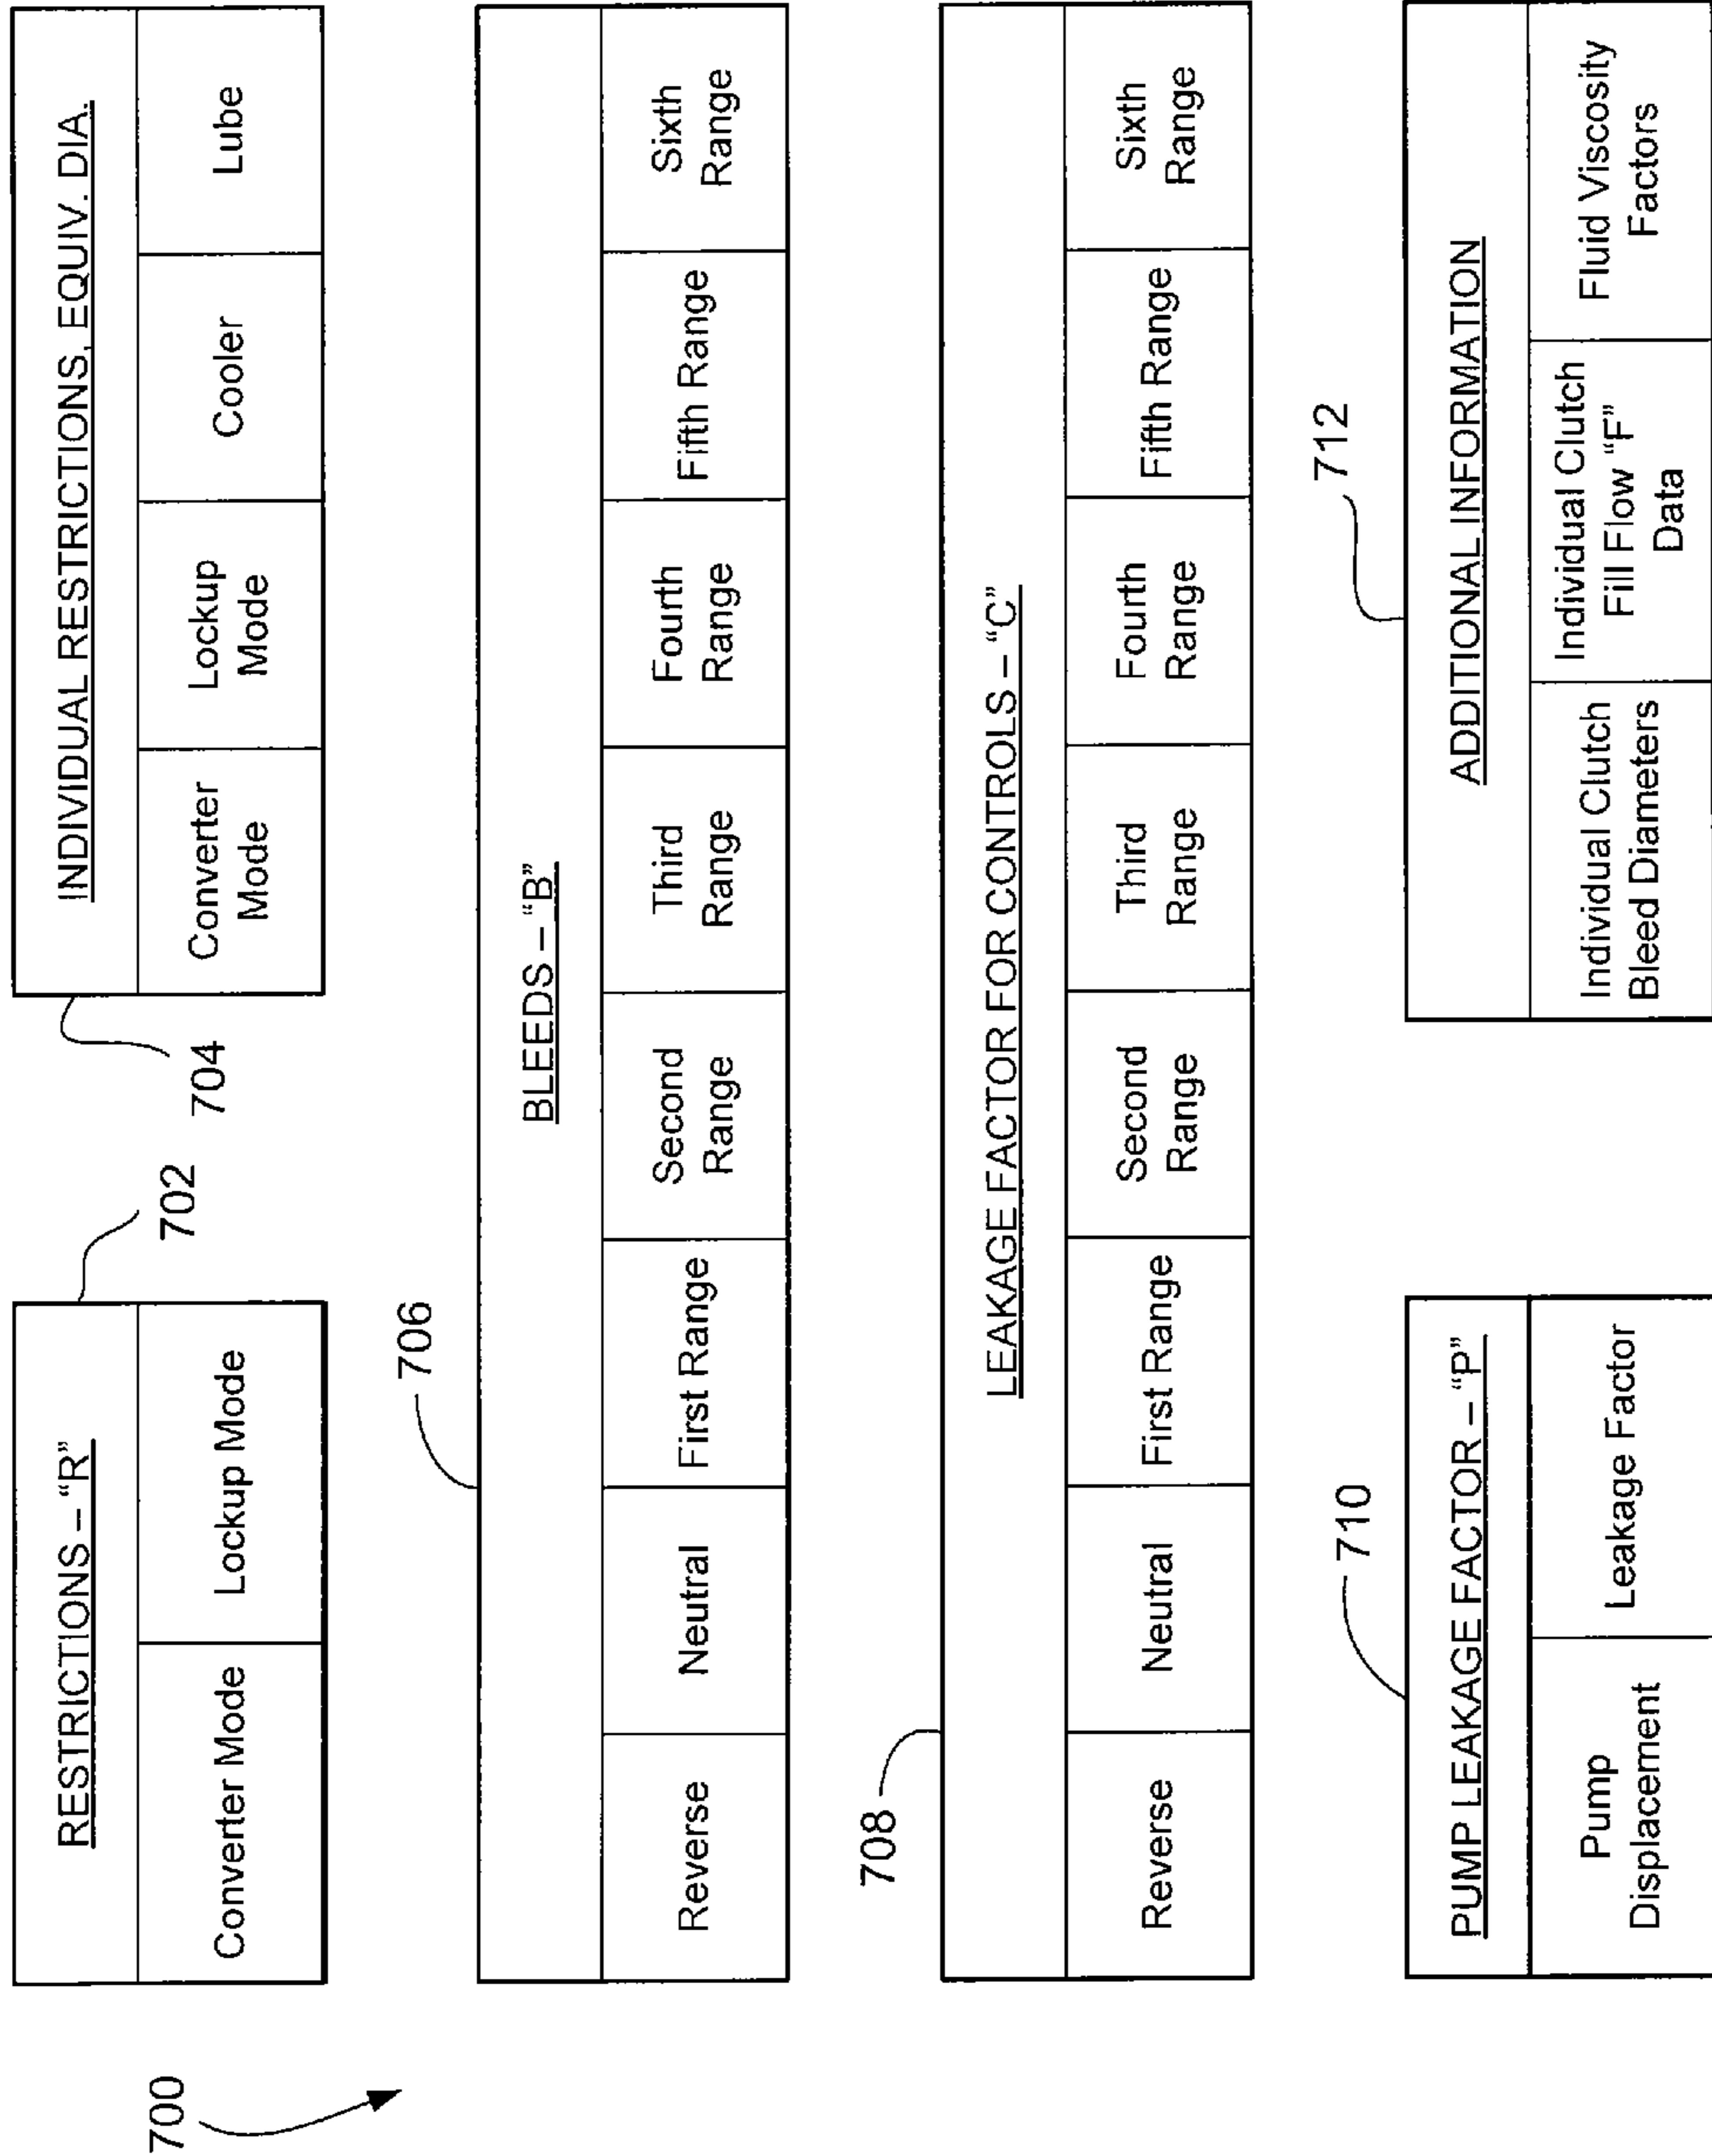 700
702
RESTRICTIONS – “R”
Converter Mode
Lockup Mode
704
INDIVIDUAL RESTRICTIONS, EQUIV. DIA.
Converter
Mode
Lockup
Mode
Cooler
Lube
706
BLEEDS – “B”
Reverse
Neutral
First Range
Second
Range
Third
Range
Fourth
Range
Fifth Range
Sixth
Range
708
LEAKAGE FACTOR FOR CONTROLS – “C”
Reverse
Neutral
First Range
Second
Range
Third
Range
Fourth
Range
Fifth Range
Sixth
Range
710
PUMP LEAKAGE FACTOR – “P”
Pump
Displacement
Leakage Factor
712
ADDITIONAL INFORMATION
Individual Clutch
Bleed Diameters
Individual Clutch
Fill Flow “F”
Data
Fluid Viscosity
Factors